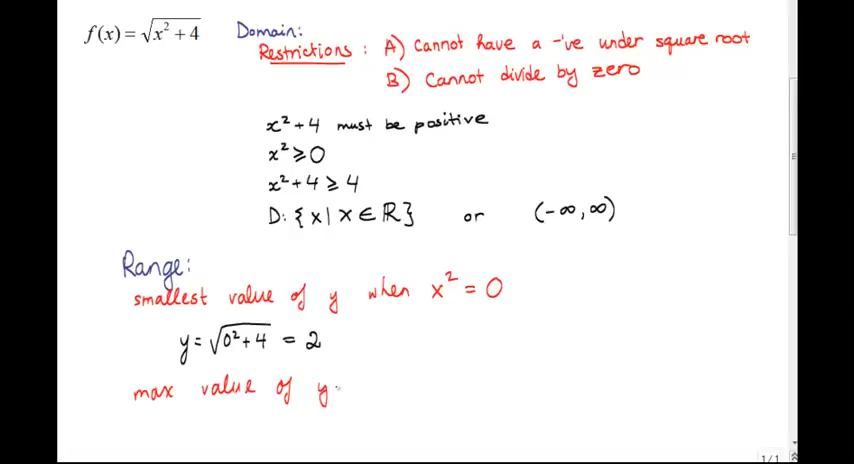 f(x) = √(x² + 4) Domain:
Restrictions : A) Cannot have a -'ve under square root
B) Cannot divide by zero
x² + 4 must be positive
x² ⩾ 0
x² + 4 ⩾ 4
D: {x | x ∈ ℝ} or (-∞, ∞)
Range:
smallest value of y when x² = 0
y = √(0² + 4) = 2
max value of y
1/1